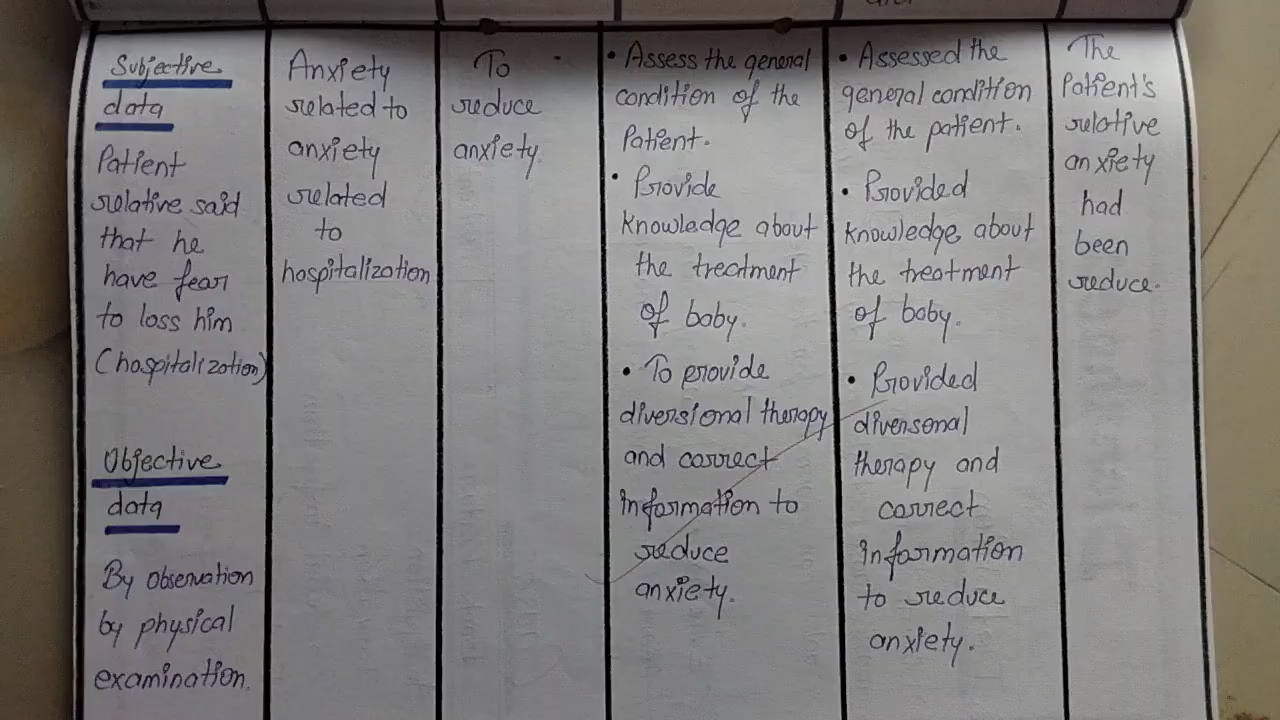 Subjective
data
Patient
relative said
that he
have fear
to loss him
(hospitalization)
Objective
data
By observation
by physical
examination.
Anxiety
related to
anxiety
related
to
hospitalization
To
reduce
anxiety.
• Assess the general
condition of the
Patient.
• Provide
knowledge about
the treatment
of baby.
• To provide
diversional therapy
and correct
information to
reduce
anxiety.
• Assessed the
general condition
of the patient.
• Provided
knowledge about
the treatment
of baby.
• Provided
diversonal
therapy and
correct
information
to reduce
anxiety.
The
Patient's
relative
anxiety
had
been
reduce.